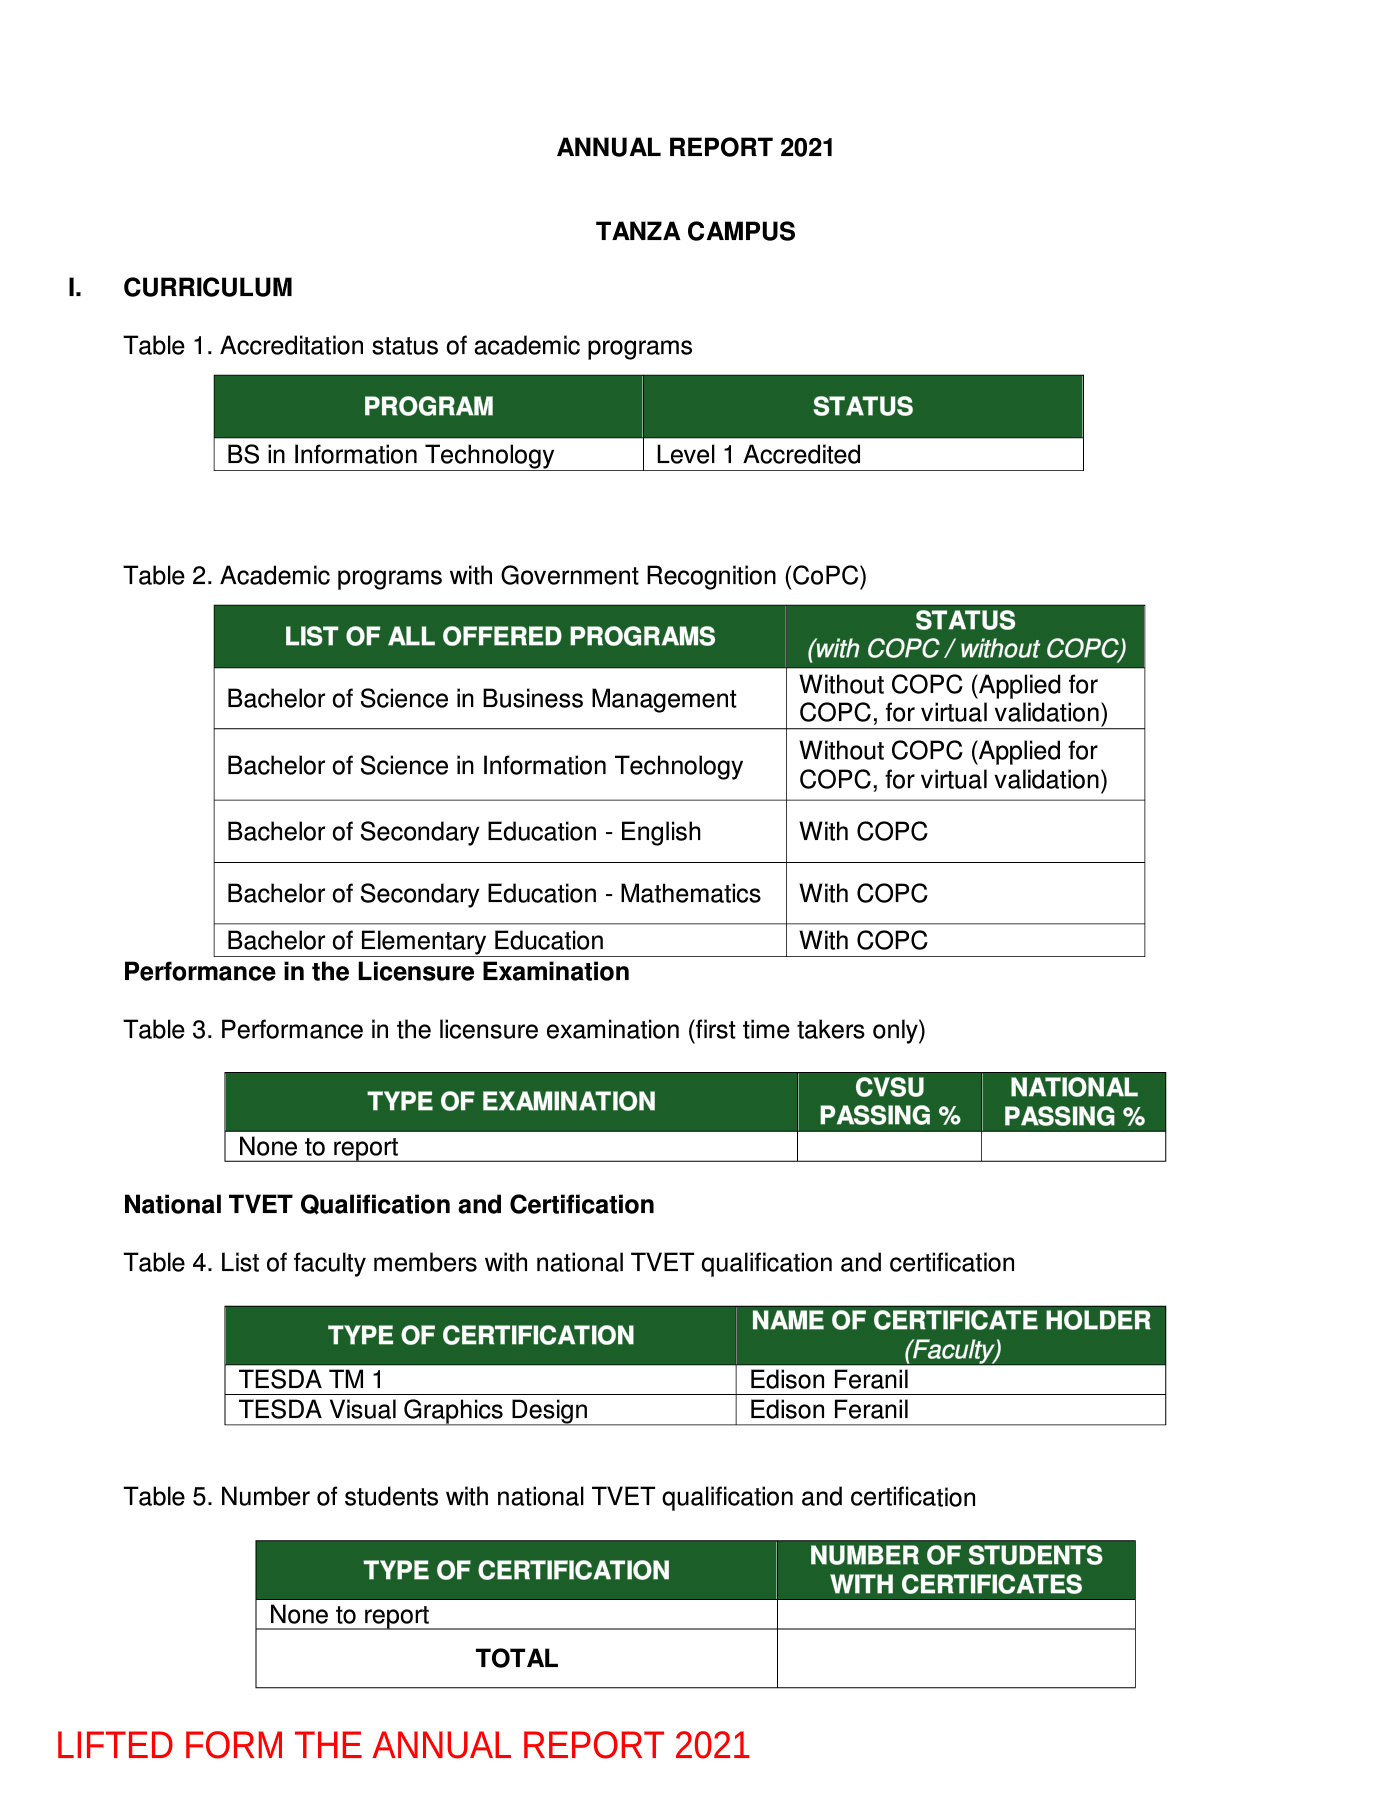 ANNUAL REPORT 2021
TANZA CAMPUS
I. CURRICULUM
Table 1. Accreditation status of academic programs
PROGRAM STATUS
BS in Information Technology Level 1 Accredited
Table 2. Academic programs with Government Recognition (CoPC)
LIST OF ALL OFFERED PROGRAMS STATUS
(with COPC / without COPC)
Bachelor of Science in Business Management Without COPC (Applied for
COPC, for virtual validation)
Bachelor of Science in Information Technology Without COPC (Applied for
COPC, for virtual validation)
Bachelor of Secondary Education - English With COPC
Bachelor of Secondary Education - Mathematics With COPC
Bachelor of Elementary Education With COPC
Performance in the Licensure Examination
Table 3. Performance in the licensure examination (first time takers only)
TYPE OF EXAMINATION CVSU PASSING % NATIONAL PASSING %
None to report
National TVET Qualification and Certification
Table 4. List of faculty members with national TVET qualification and certification
TYPE OF CERTIFICATION NAME OF CERTIFICATE HOLDER
(Faculty)
TESDA TM 1 Edison Feranil
TESDA Visual Graphics Design Edison Feranil
Table 5. Number of students with national TVET qualification and certification
TYPE OF CERTIFICATION NUMBER OF STUDENTS
WITH CERTIFICATES
None to report
TOTAL
LIFTED FORM THE ANNUAL REPORT 2021